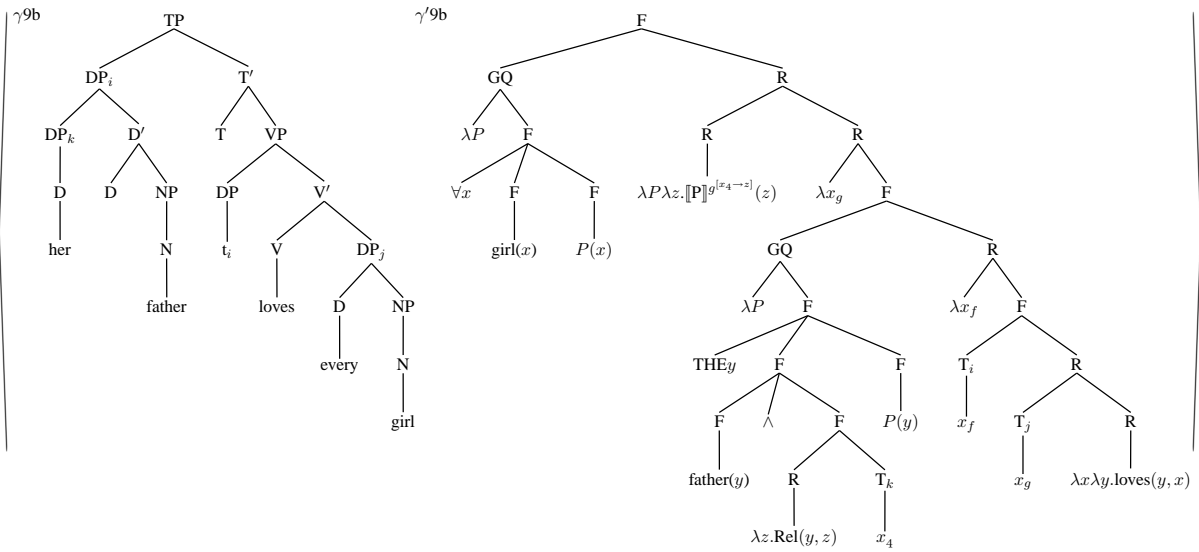 γ9b TP γ′9b F
DP_i T′ GQ R
DP_k D′ T VP λP F R R
D D NP DP V′ ∀x F F λPλz.⟦P⟧^{g^{[x_4→z]}}(z) λx_g F
her N t_i V DP_j girl(x) P(x) GQ R
father loves D NP λP F λx_f F
every N THEy F F T_i R
girl F ∧ F P(y) x_f T_j R
father(y) R T_k x_g λxλy.loves(y, x)
λz.Rel(y, z) x_4